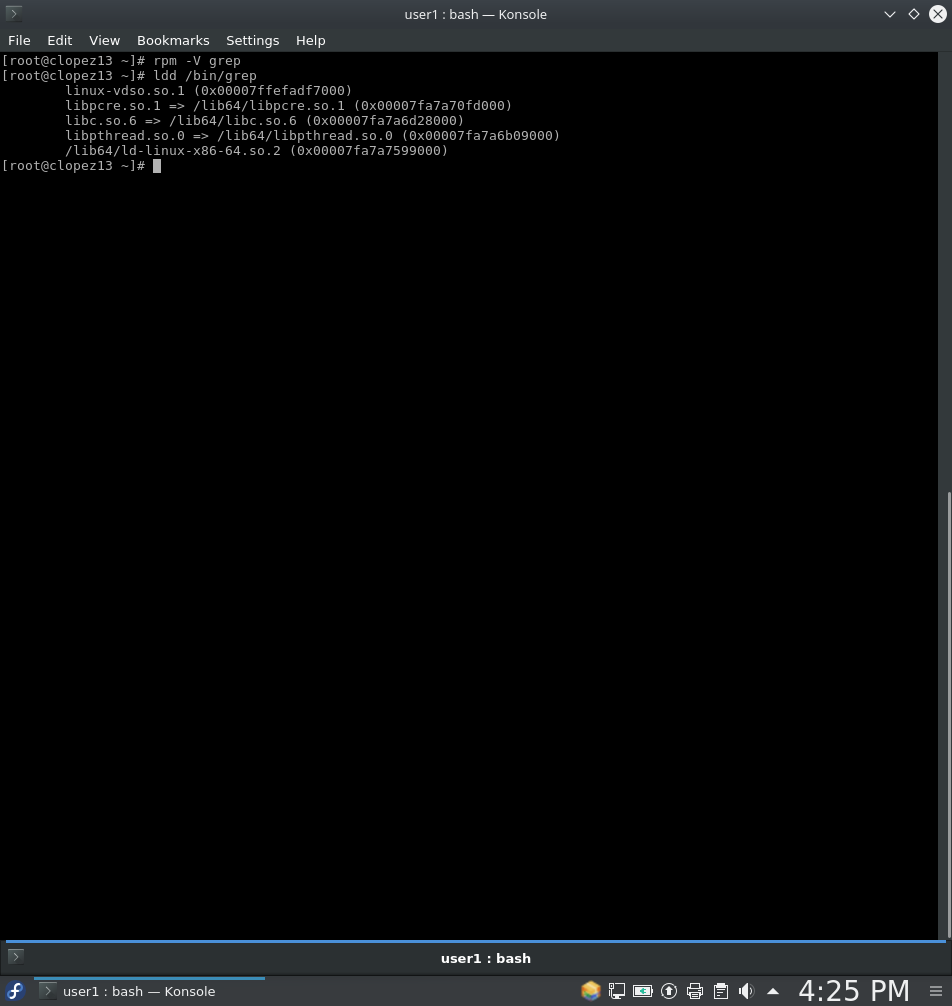 user1 : bash — Konsole
File Edit View Bookmarks Settings Help
[root@clopez13 ~]# rpm -V grep
[root@clopez13 ~]# ldd /bin/grep
linux-vdso.so.1 (0x00007ffefadf7000)
libpcre.so.1 => /lib64/libpcre.so.1 (0x00007fa7a70fd000)
libc.so.6 => /lib64/libc.so.6 (0x00007fa7a6d28000)
libpthread.so.0 => /lib64/libpthread.so.0 (0x00007fa7a6b09000)
/lib64/ld-linux-x86-64.so.2 (0x00007fa7a7599000)
[root@clopez13 ~]#
user1 : bash
user1 : bash — Konsole 4:25 PM